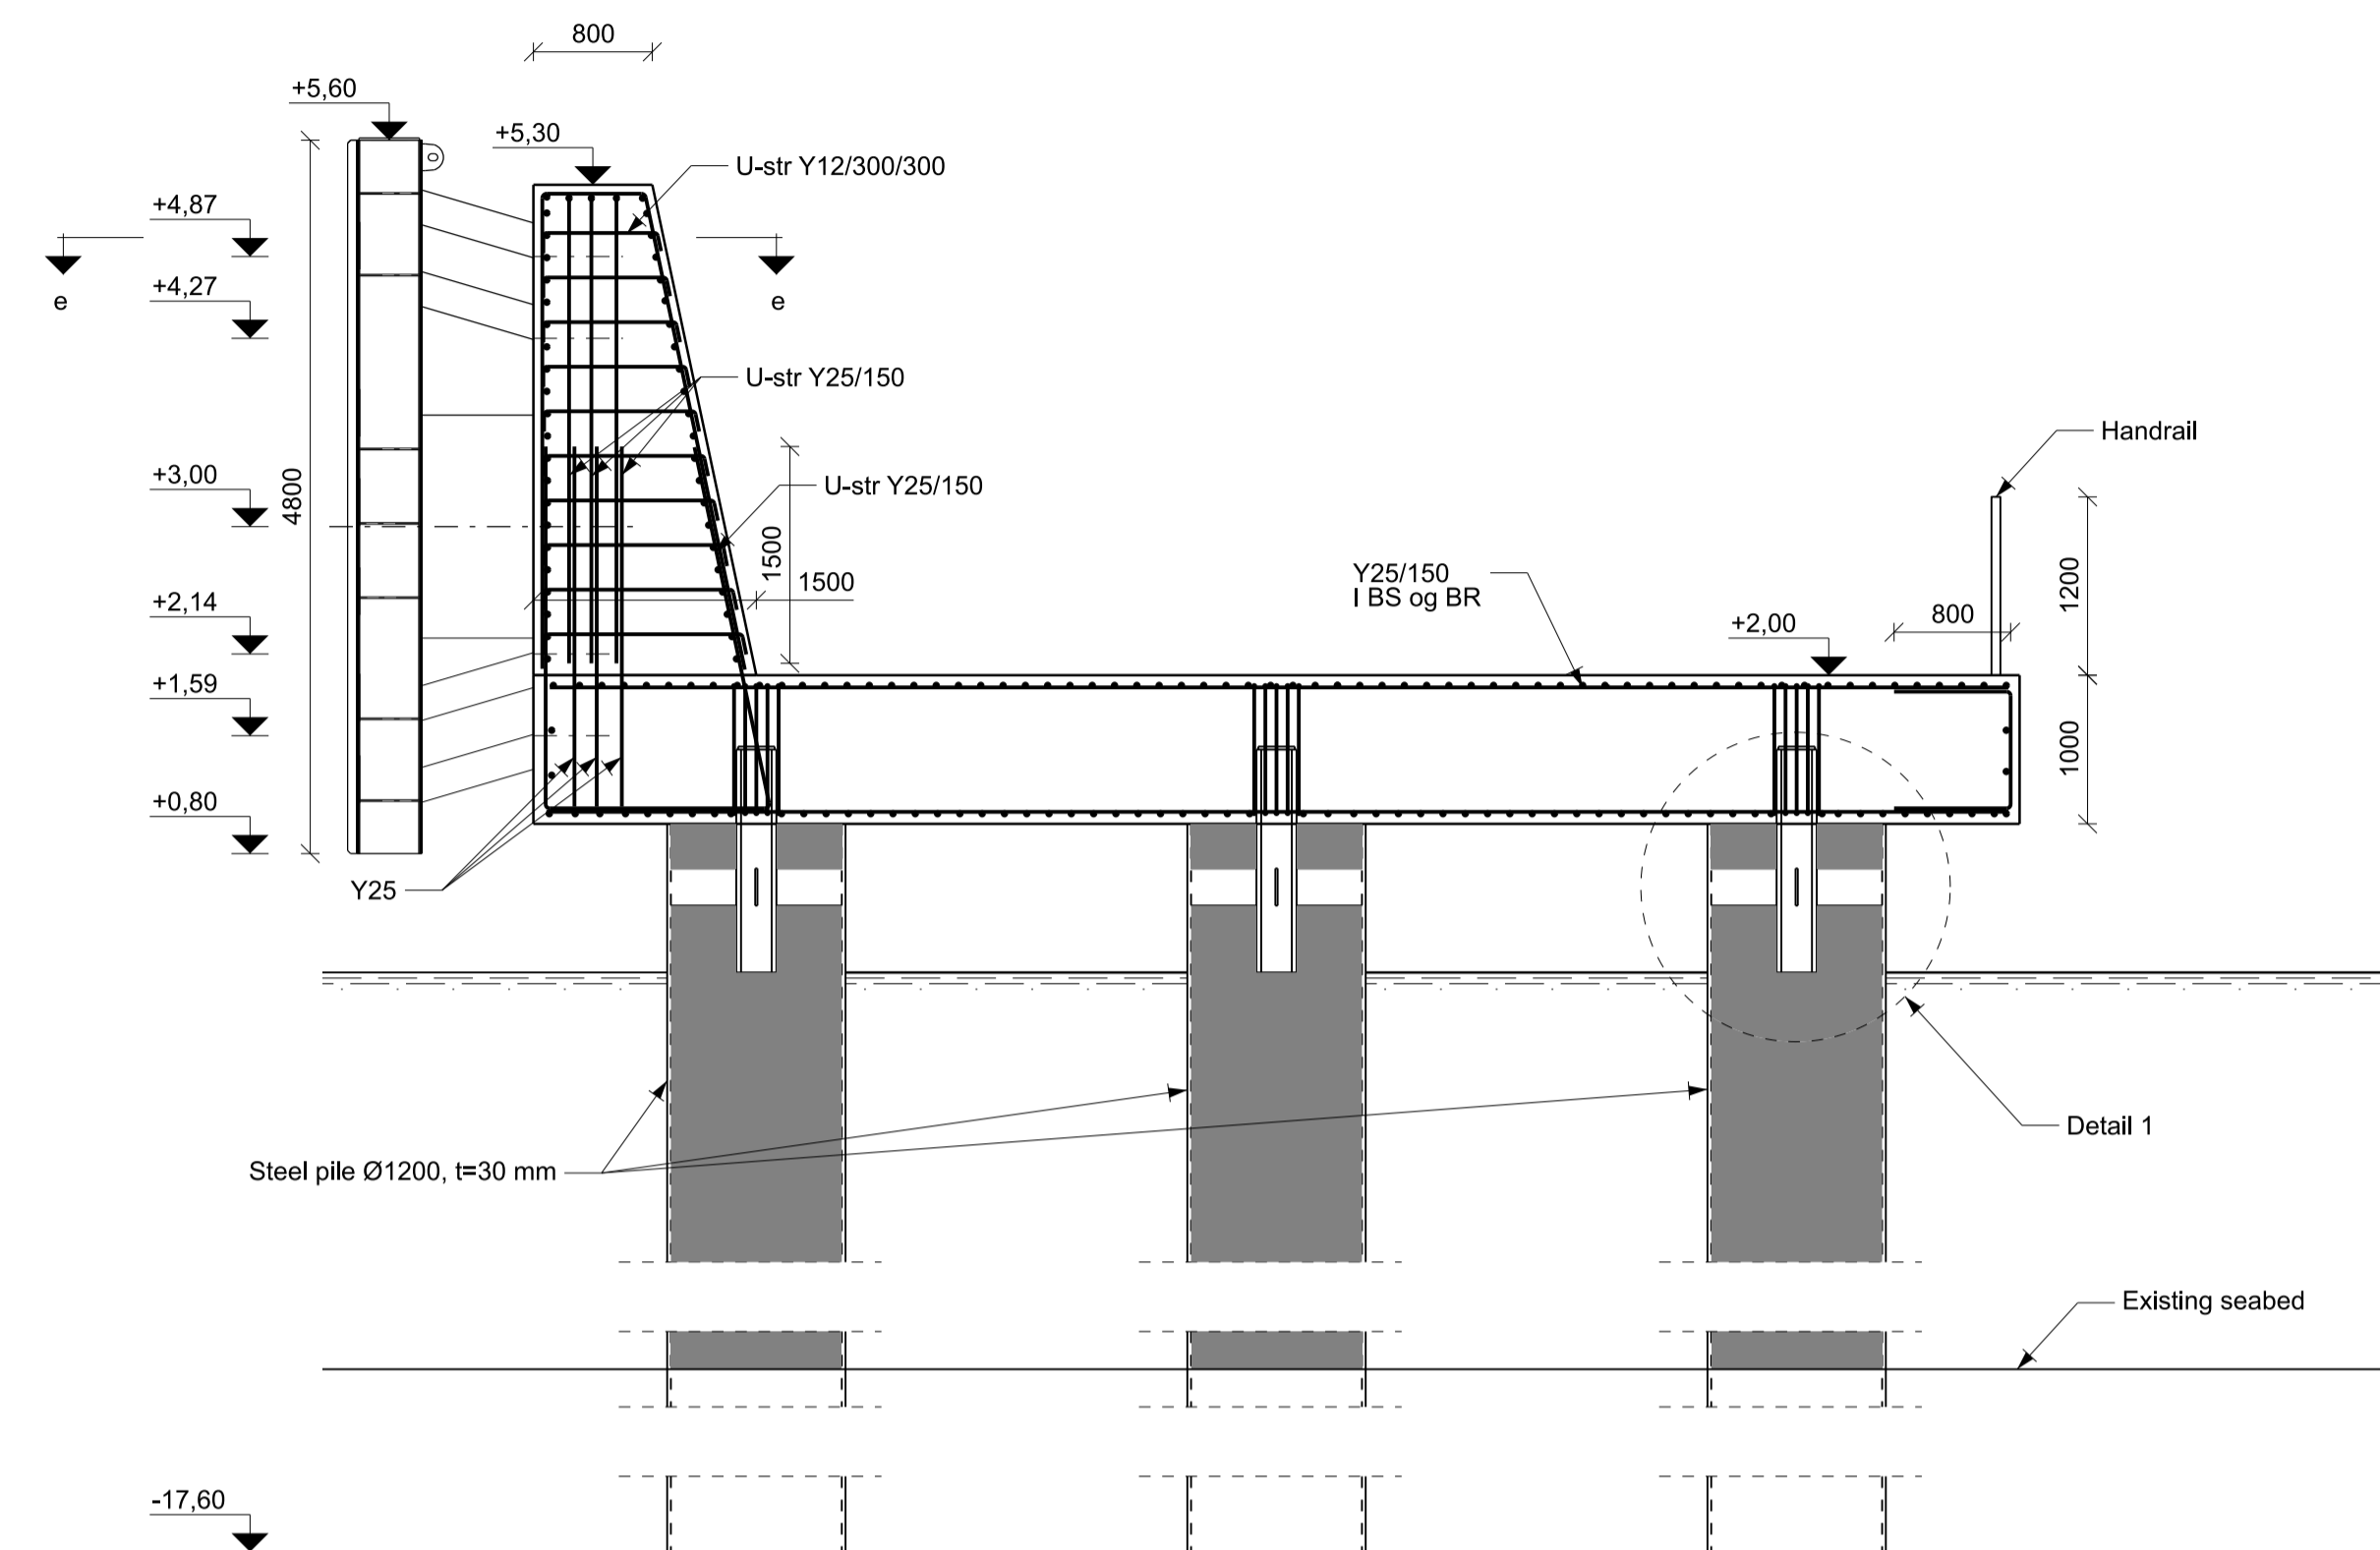 800
+5,60
+5,30
U-str Y12/300/300
+4,87
+4,27
e
e
U-str Y25/150
Handrail
+3,00
4800
U-str Y25/150
1500
1500
Y25/150
I BS og BR
1200
+2,14
800
+2,00
+1,59
1000
+0,80
Y25
Detail 1
Steel pile Ø1200, t=30 mm
Existing seabed
-17,60